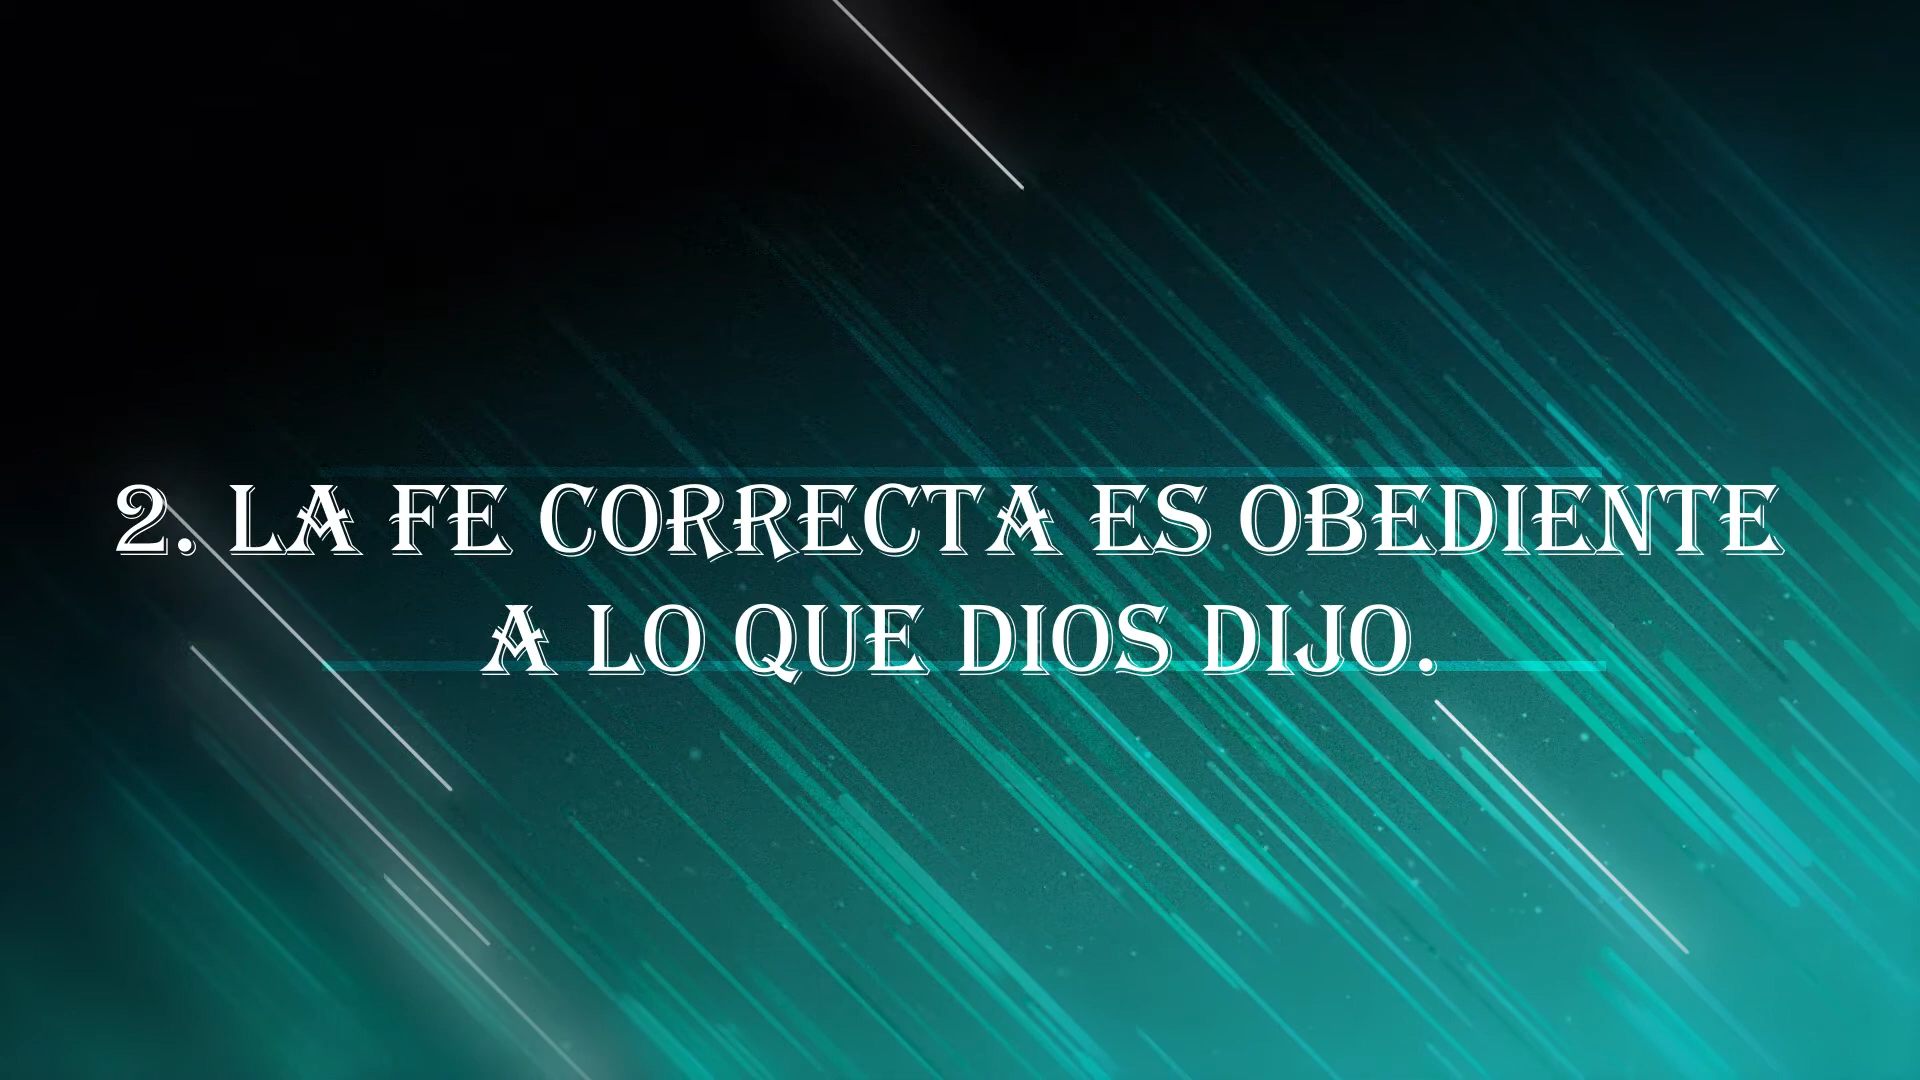 2. LA FE CORRECTA ES OBEDIENTE
A LO QUE DIOS DIJO.